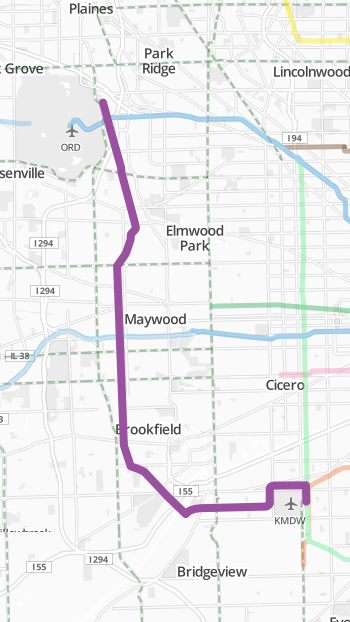 Plaines
Park
Ridge
Grove
Lincolnwood
I94
ORD
senville
Elmwood
Park
I294
I294
Maywood
IL 38
Cicero
Brookfield
I55
KMDW
I294
I55
Bridgeview